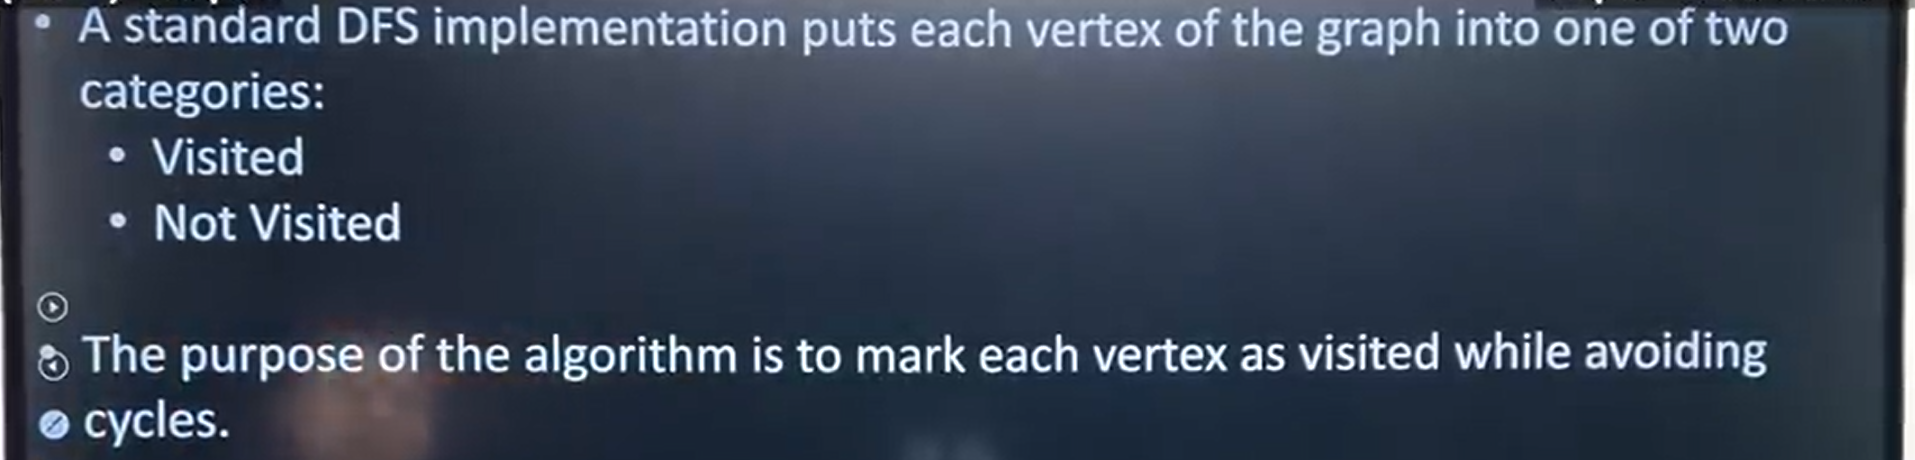 • A standard DFS implementation puts each vertex of the graph into one of two
categories:
• Visited
• Not Visited
• The purpose of the algorithm is to mark each vertex as visited while avoiding
cycles.